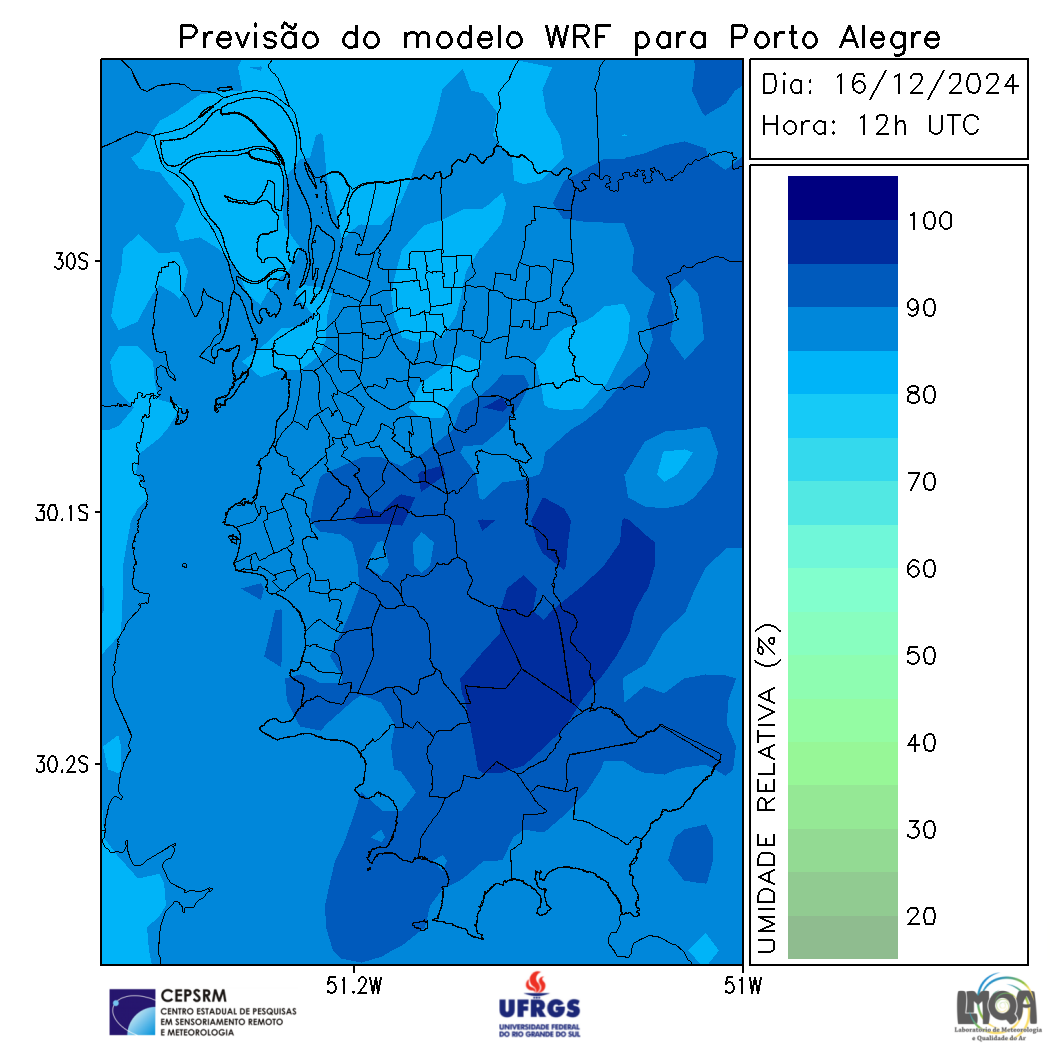 Previsão do modelo WRF para Porto Alegre
Dia: 16/12/2024
Hora: 12h UTC
30S
30.1S
30.2S
51.2W
51W
UMIDADE RELATIVA (%)
100
90
80
70
60
50
40
30
20
CEPSRM
CENTRO ESTADUAL DE PESQUISAS
EM SENSORIAMENTO REMOTO
E METEOROLOGIA
UFRGS
UNIVERSIDADE FEDERAL
DO RIO GRANDE DO SUL
LMQA
Laboratório de Meteorologia
e Qualidade do Ar